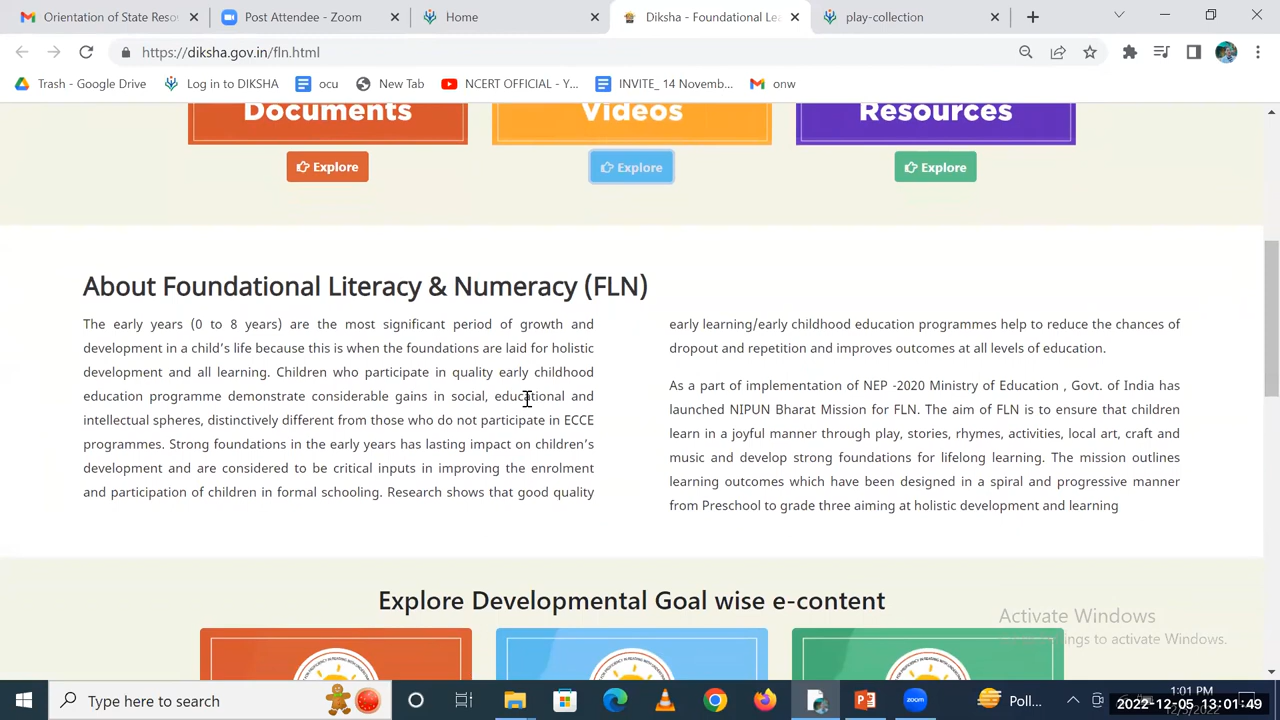 Orientation of State Reso
Post Attendee - Zoom
Home
Diksha - Foundational Le
play-collection
https://diksha.gov.in/fln.html
Trash - Google Drive
Log in to DIKSHA
ocu
New Tab
NCERT OFFICIAL - Y...
INVITE_ 14 Novemb...
onw
Documents
Videos
Resources
Explore
Explore
Explore
About Foundational Literacy & Numeracy (FLN)
The early years (0 to 8 years) are the most significant period of growth and
development in a child's life because this is when the foundations are laid for holistic
development and all learning. Children who participate in quality early childhood
education programme demonstrate considerable gains in social, educational and
intellectual spheres, distinctively different from those who do not participate in ECCE
programmes. Strong foundations in the early years has lasting impact on children's
development and are considered to be critical inputs in improving the enrolment
and participation of children in formal schooling. Research shows that good quality
early learning/early childhood education programmes help to reduce the chances of
dropout and repetition and improves outcomes at all levels of education.
As a part of implementation of NEP -2020 Ministry of Education , Govt. of India has
launched NIPUN Bharat Mission for FLN. The aim of FLN is to ensure that children
learn in a joyful manner through play, stories, rhymes, activities, local art, craft and
music and develop strong foundations for lifelong learning. The mission outlines
learning outcomes which have been designed in a spiral and progressive manner
from Preschool to grade three aiming at holistic development and learning
Explore Developmental Goal wise e-content
Activate Windows
to activate Windows.
Type here to search
Poll...
1:01 PM
2022-12-05 13:01:49